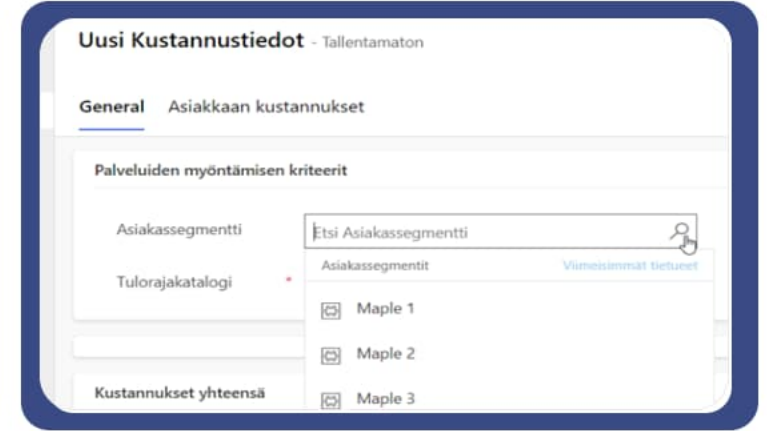 Uusi Kustannustiedot - Tallentamaton
General Asiakkaan kustannukset
Palveluiden myöntämisen kriteerit
Asiakassegmentti Etsi Asiakassegmentti
Asiakassegmentit Viimeisimmät tietueet
Tulorajakatalogi *
Maple 1
Maple 2
Kustannukset yhteensä Maple 3